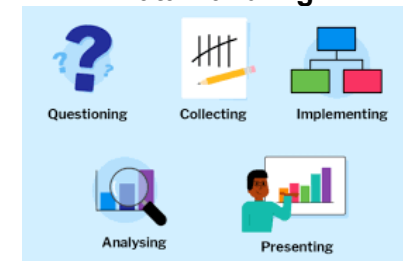 Questioning
Collecting
Implementing
Analysing
Presenting